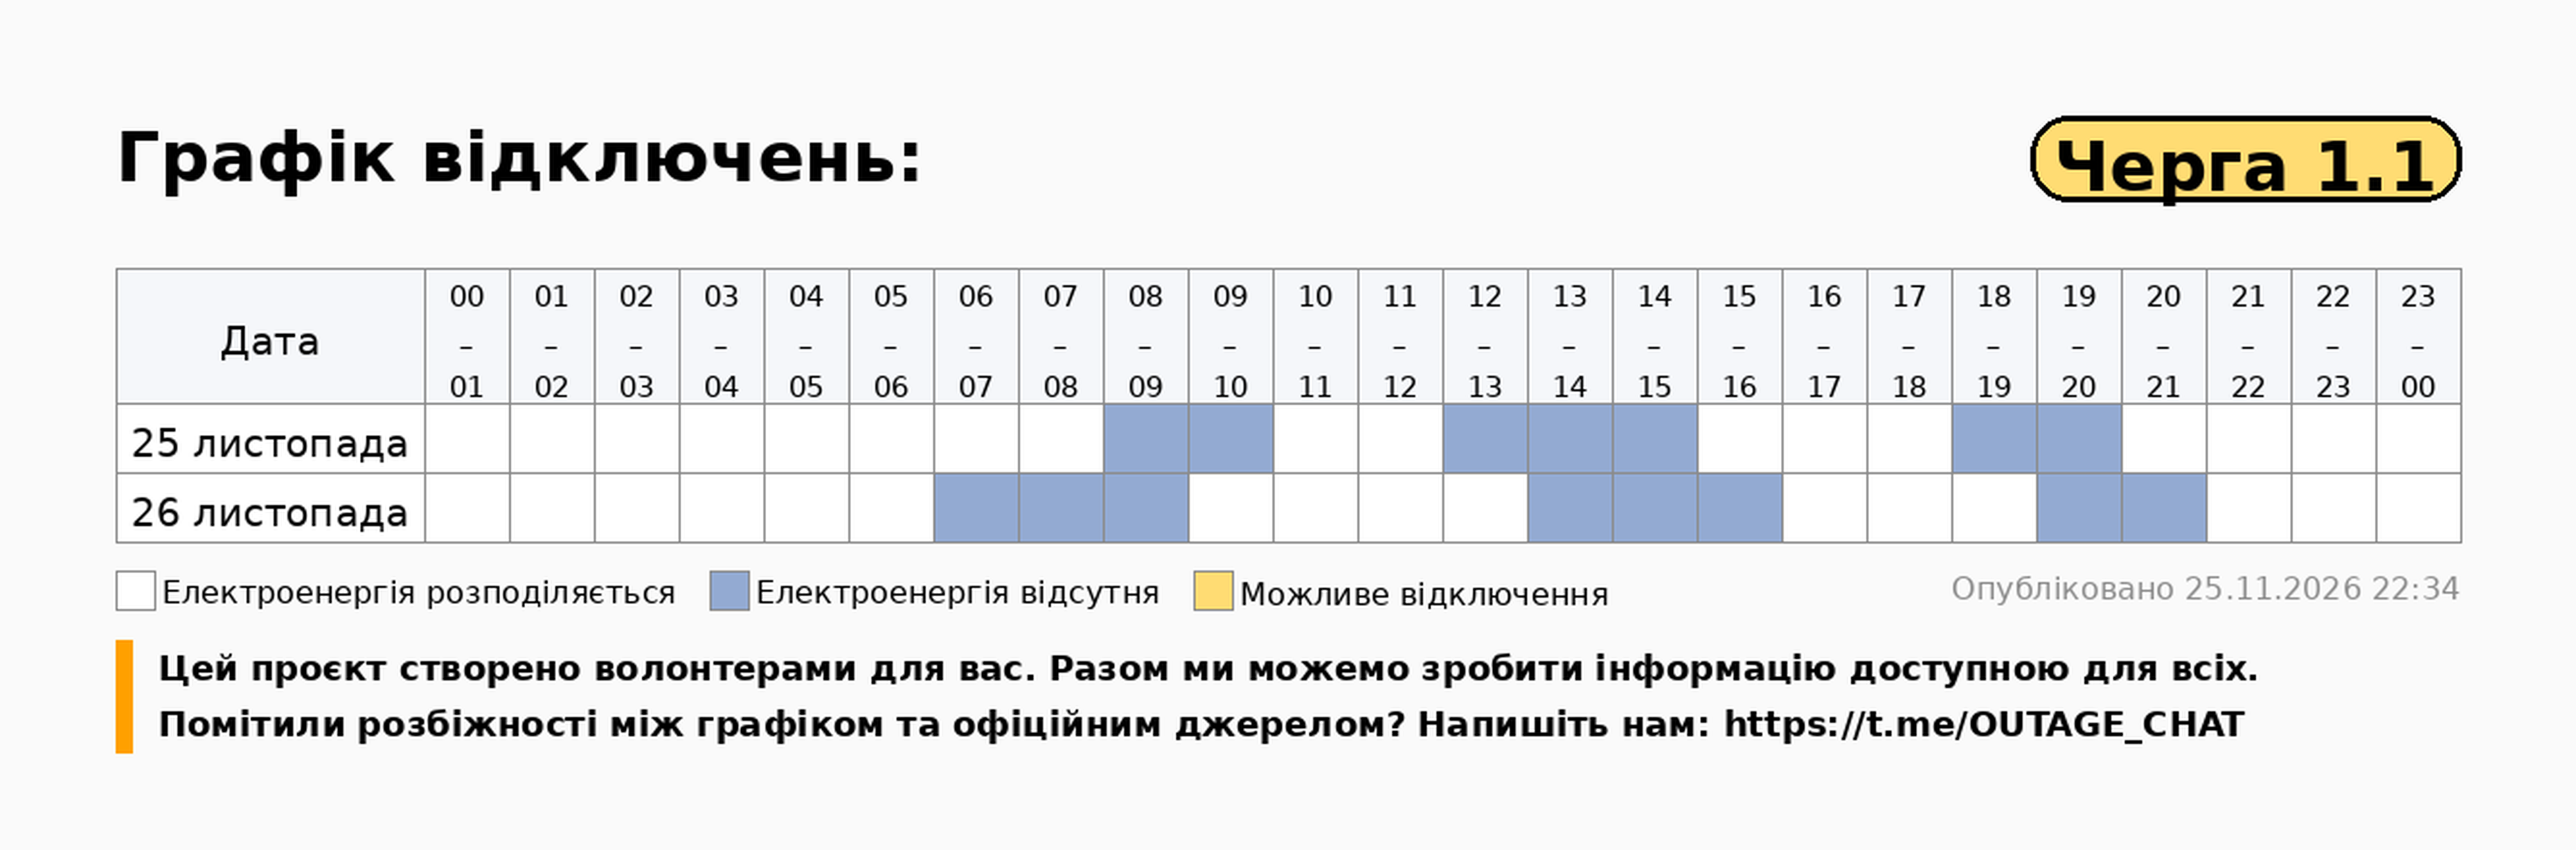 Графік відключень:
Черга 1.1
Дата
00 – 01
01 – 02
02 – 03
03 – 04
04 – 05
05 – 06
06 – 07
07 – 08
08 – 09
09 – 10
10 – 11
11 – 12
12 – 13
13 – 14
14 – 15
15 – 16
16 – 17
17 – 18
18 – 19
19 – 20
20 – 21
21 – 22
22 – 23
23 – 00
25 листопада
26 листопада
Електроенергія розподіляється
Електроенергія відсутня
Можливе відключення
Опубліковано 25.11.2026 22:34
Цей проєкт створено волонтерами для вас. Разом ми можемо зробити інформацію доступною для всіх.
Помітили розбіжності між графіком та офіційним джерелом? Напишіть нам: https://t.me/OUTAGE_CHAT